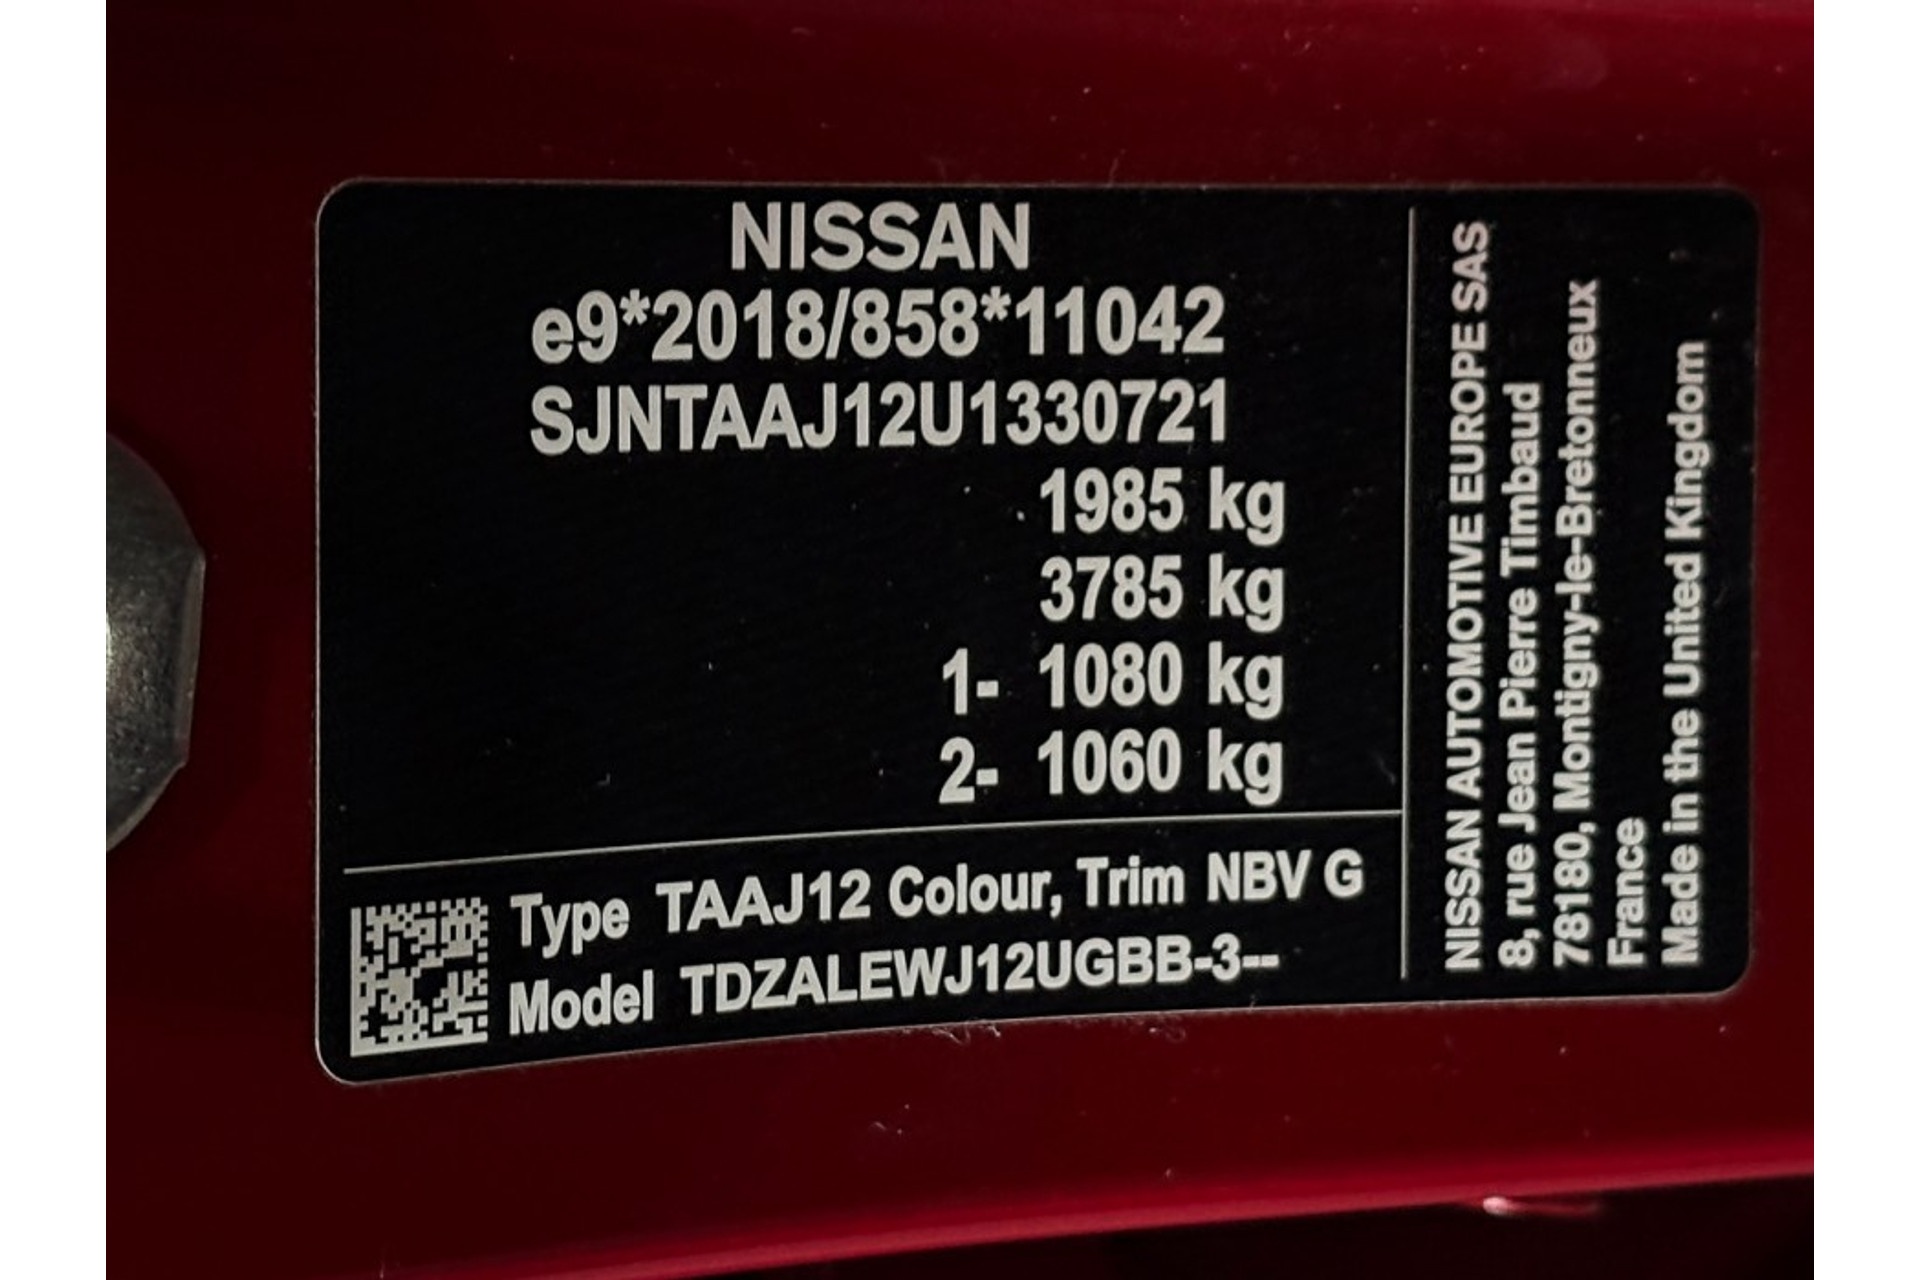 NISSAN
e9*2018/858*11042
SJNTAAJ12U1330721
1985 kg
3785 kg
1- 1080 kg
2- 1060 kg
Type TAAJ12 Colour, Trim NBV G
Model TDZALEWJ12UGBB-3--
NISSAN AUTOMOTIVE EUROPE SAS
8, rue Jean Pierre Timbaud
78180, Montigny-le-Bretonneux
France
Made in the United Kingdom